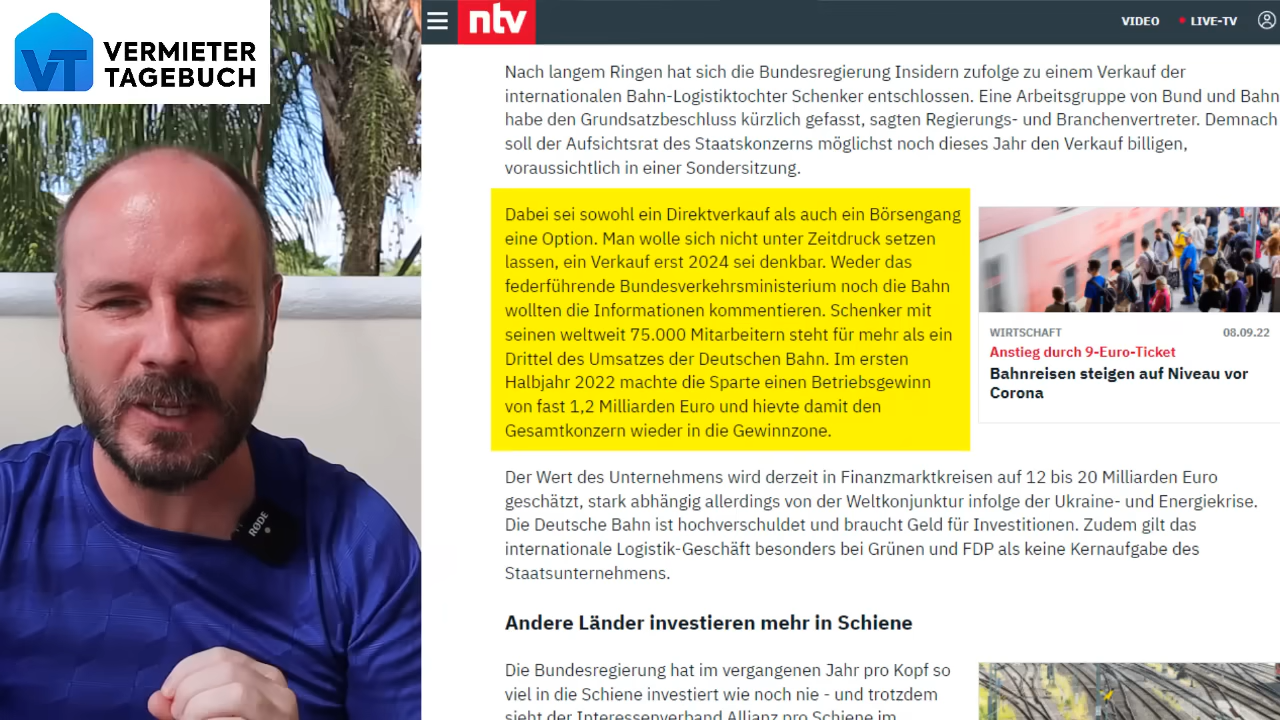 VT VERMIETER
TAGEBUCH
ntv
VIDEO
LIVE-TV
Nach langem Ringen hat sich die Bundesregierung Insidern zufolge zu einem Verkauf der
internationalen Bahn-Logistiktochter Schenker entschlossen. Eine Arbeitsgruppe von Bund und Bahn
habe den Grundsatzbeschluss kürzlich gefasst, sagten Regierungs- und Branchenvertreter. Demnach
soll der Aufsichtsrat des Staatskonzerns möglichst noch dieses Jahr den Verkauf billigen,
voraussichtlich in einer Sondersitzung.
Dabei sei sowohl ein Direktverkauf als auch ein Börsengang
eine Option. Man wolle sich nicht unter Zeitdruck setzen
lassen, ein Verkauf erst 2024 sei denkbar. Weder das
federführende Bundesverkehrsministerium noch die Bahn
wollten die Informationen kommentieren. Schenker mit
seinen weltweit 75.000 Mitarbeitern steht für mehr als ein
Drittel des Umsatzes der Deutschen Bahn. Im ersten
Halbjahr 2022 machte die Sparte einen Betriebsgewinn
von fast 1,2 Milliarden Euro und hievte damit den
Gesamtkonzern wieder in die Gewinnzone.
WIRTSCHAFT 08.09.22
Anstieg durch 9-Euro-Ticket
Bahnreisen steigen auf Niveau vor
Corona
Der Wert des Unternehmens wird derzeit in Finanzmarktkreisen auf 12 bis 20 Milliarden Euro
geschätzt, stark abhängig allerdings von der Weltkonjunktur infolge der Ukraine- und Energiekrise.
Die Deutsche Bahn ist hochverschuldet und braucht Geld für Investitionen. Zudem gilt das
internationale Logistik-Geschäft besonders bei Grünen und FDP als keine Kernaufgabe des
Staatsunternehmens.
Andere Länder investieren mehr in Schiene
Die Bundesregierung hat im vergangenen Jahr pro Kopf so
viel in die Schiene investiert wie noch nie - und trotzdem
sieht der Interessenverband Allianz pro Schiene im
RØDE